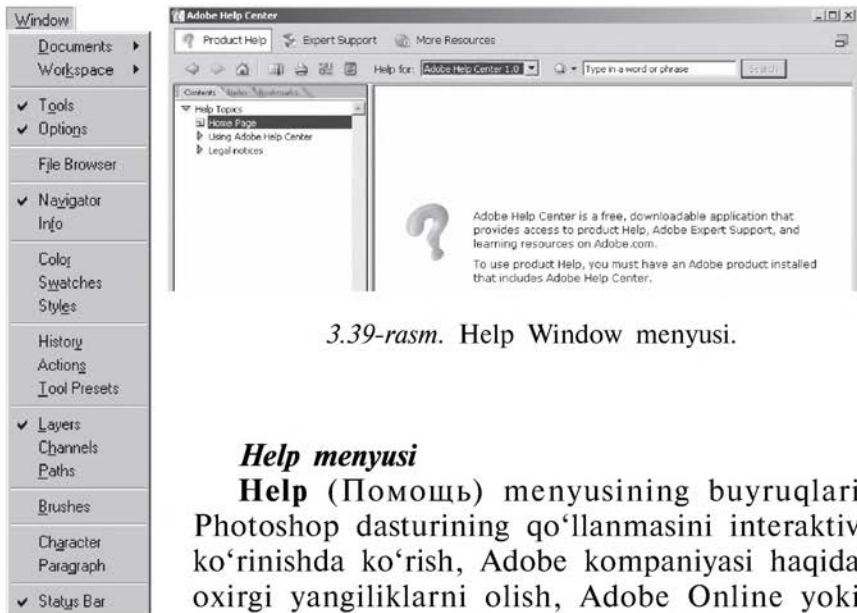 Window
Documents
Workspace
Tools
Options
File Browser
Navigator
Info
Color
Swatches
Styles
History
Actions
Tool Presets
Layers
Channels
Paths
Brushes
Character
Paragraph
Status Bar
Adobe Help Center
Product Help Expert Support More Resources
Help for: Adobe Help Center 1.0 Type in a word or phrase Search
Contents Index Bookmarks
Help Topics
Home Page
Using Adobe Help Center
Legal notices
Adobe Help Center is a free, downloadable application that
provides access to product Help, Adobe Expert Support, and
learning resources on Adobe.com.
To use product Help, you must have an Adobe product installed
that includes Adobe Help Center.
3.39-rasm. Help Window menyusi.
Help menyusi
Help (Помощь) menyusining buyruqlari
Photoshop dasturining qo‘llanmasini interaktiv
ko‘rinishda ko‘rish, Adobe kompaniyasi haqida
oxirgi yangiliklarni olish, Adobe Online yoki